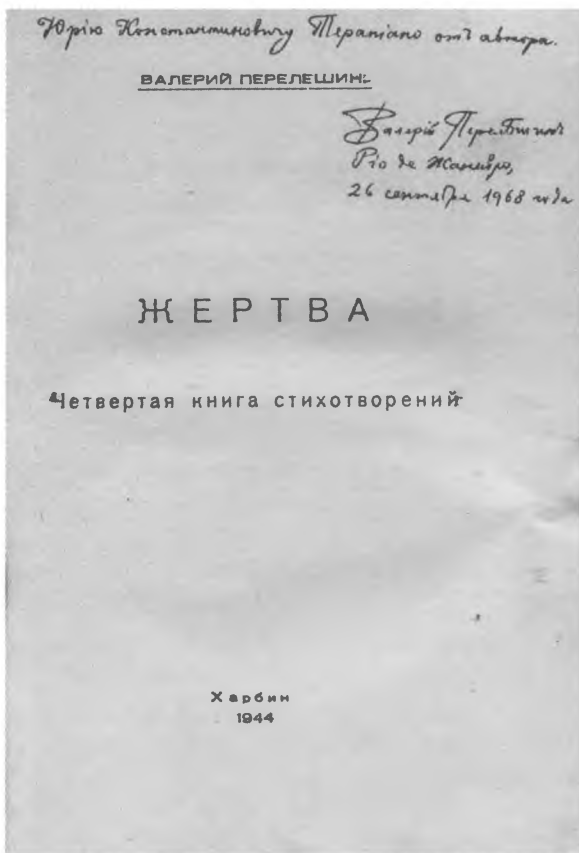 Юрію Константиновичу Терапіано отъ автора.
ВАЛЕРИЙ ПЕРЕЛЕШИН
Валерій Перелѣшинъ
Ріо де Жанейро,
26 сентября 1968 года
ЖЕРТВА
Четвертая книга стихотворений
Харбин
1944